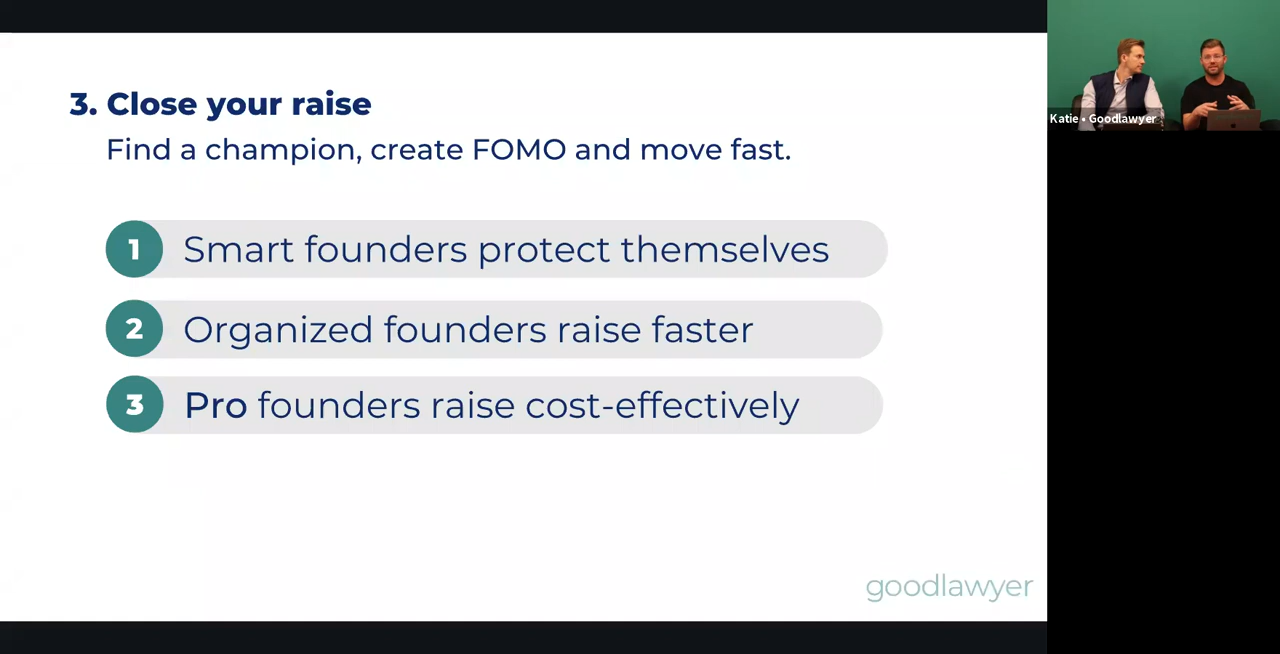 3. Close your raise
Find a champion, create FOMO and move fast.
1 Smart founders protect themselves
2 Organized founders raise faster
3 Pro founders raise cost-effectively
goodlawyer
Katie • Goodlawyer